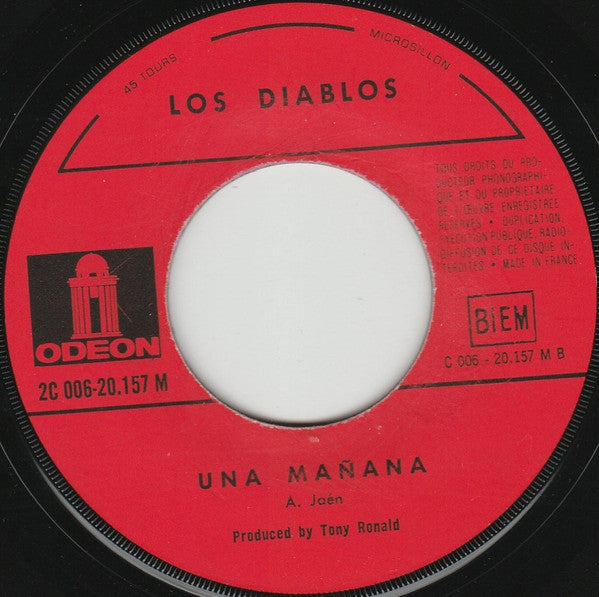 45 TOURS
MICROSILLON
LOS DIABLOS
TOUS DROITS DU PRO-
DUCTEUR PHONOGRAPHI-
QUE ET DU PROPRIETAIRE
DE L'ŒUVRE ENREGISTREE
RESERVES • DUPLICATION,
EXECUTION PUBLIQUE, RADIO-
DIFFUSION DE CE DISQUE IN-
TERDITES • MADE IN FRANCE
ODEON
2C 006-20.157 M
BIEM
C 006 - 20.157 M B
UNA MAÑANA
A. Jaén
Produced by Tony Ronald